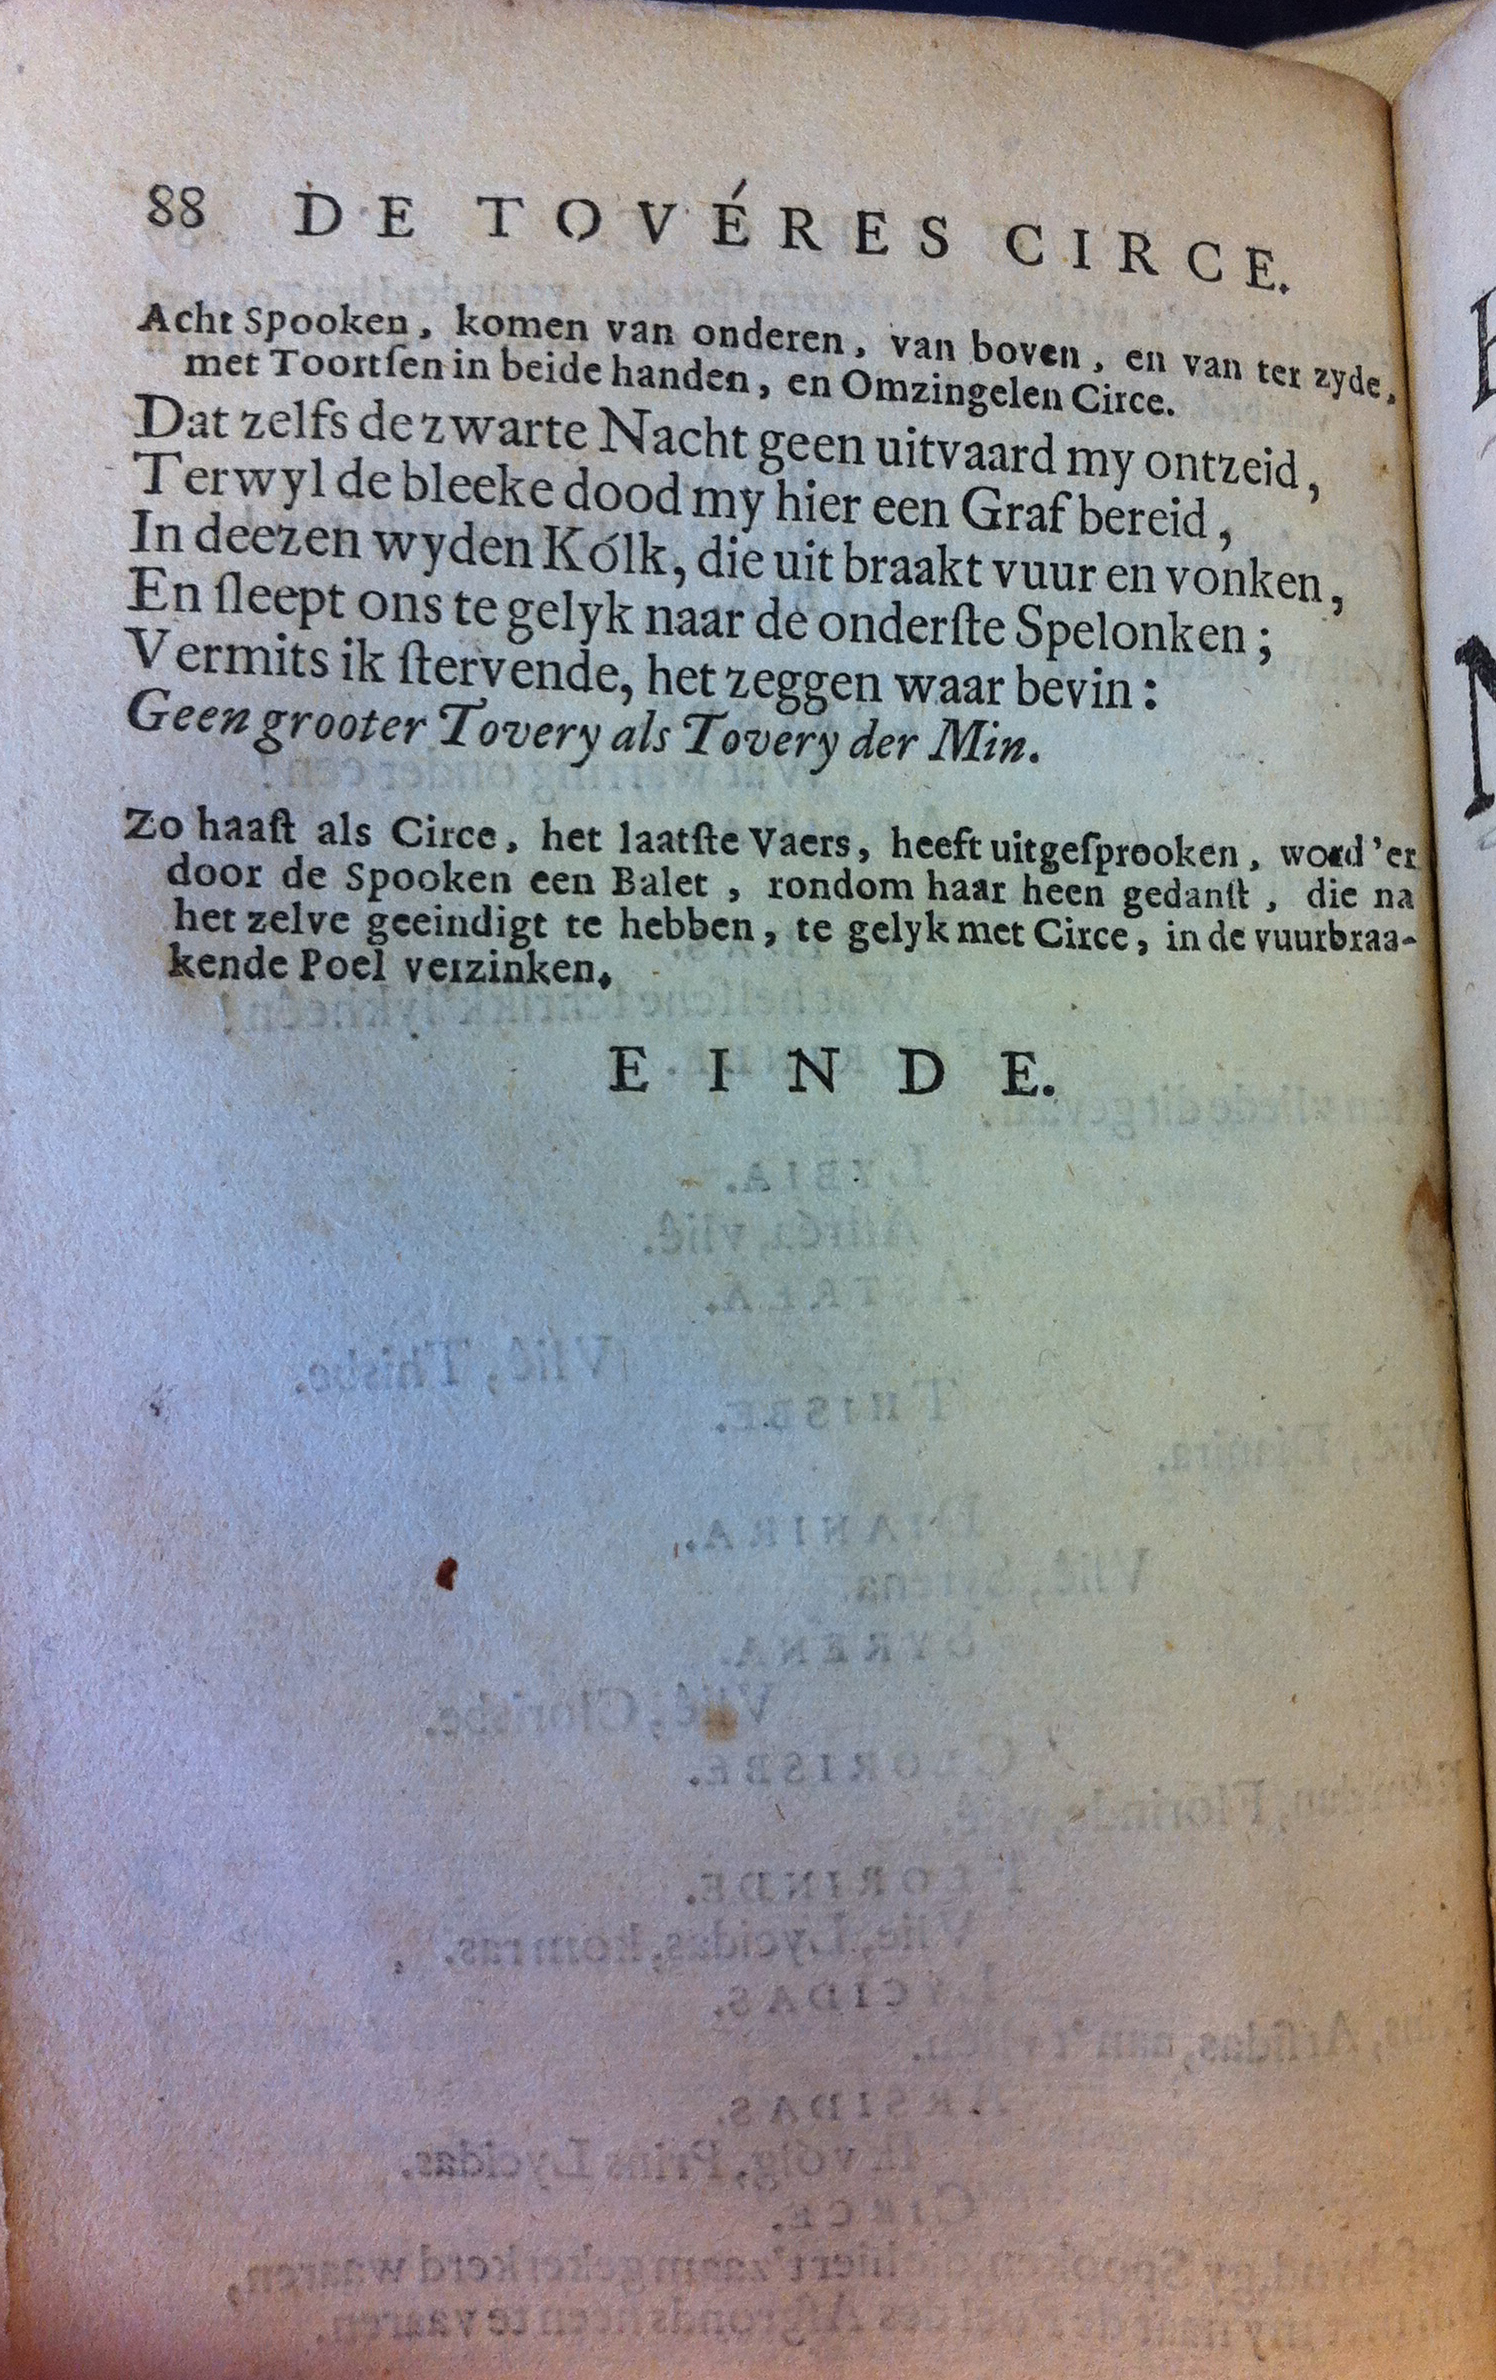 88 DE TOVÉRES CIRCE.
Acht Spooken, komen van onderen, van boven, en van ter zyde,
met Toortſen in beide handen, en Omzingelen Circe.
Dat zelfs de zwarte Nacht geen uitvaard my ontzeid,
Terwyl de bleeke dood my hier een Graf bereid,
In deezen wyden Kólk, die uit braakt vuur en vonken,
En ſleept ons te gelyk naar de onderſte Spelonken;
Vermits ik ſtervende, het zeggen waar bevin:
Geen grooter Tovery als Tovery der Min.
Zo haaſt als Circe, het laatſte Vaers, heeft uitgeſprooken, word 'er
door de Spooken een Balet, rondom haar heen gedanſt, die na
het zelve geeindigt te hebben, te gelyk met Circe, in de vuurbraa-
kende Poel verzinken.
EINDE.